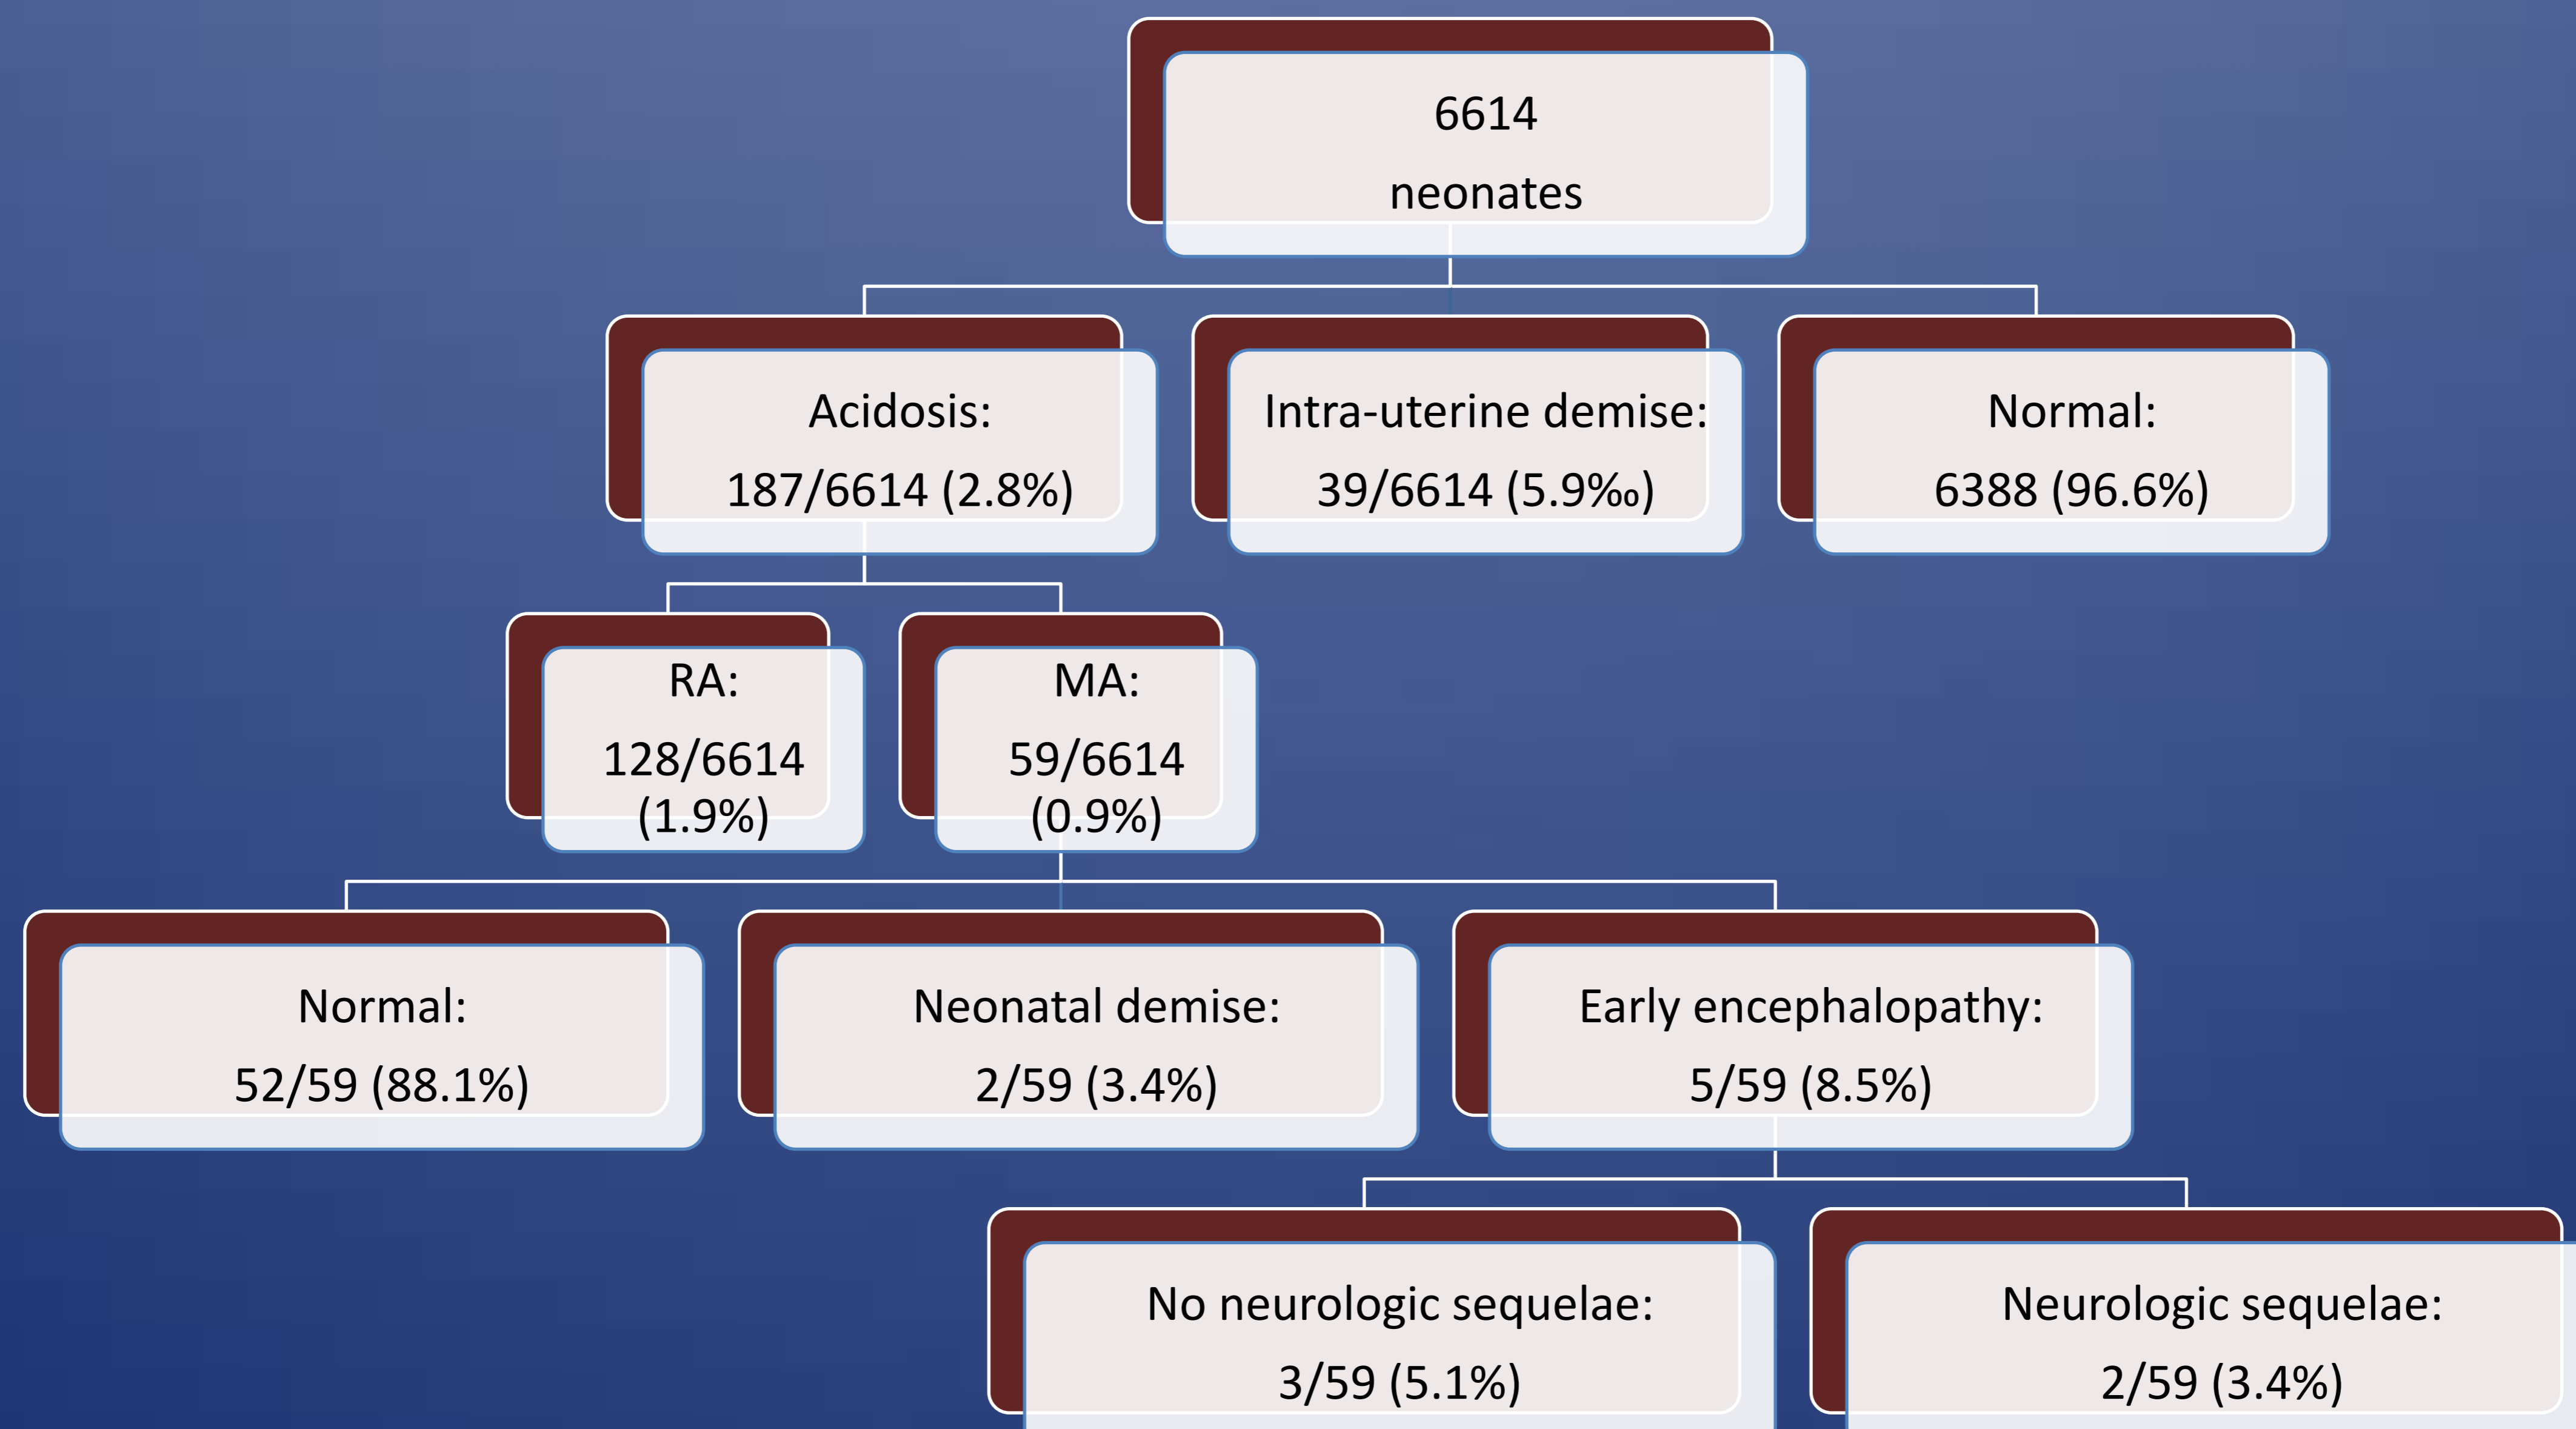 6614
neonates
Acidosis:
187/6614 (2.8%)
Intra-uterine demise:
39/6614 (5.9‰)
Normal:
6388 (96.6%)
RA:
128/6614
(1.9%)
MA:
59/6614
(0.9%)
Normal:
52/59 (88.1%)
Neonatal demise:
2/59 (3.4%)
Early encephalopathy:
5/59 (8.5%)
No neurologic sequelae:
3/59 (5.1%)
Neurologic sequelae:
2/59 (3.4%)